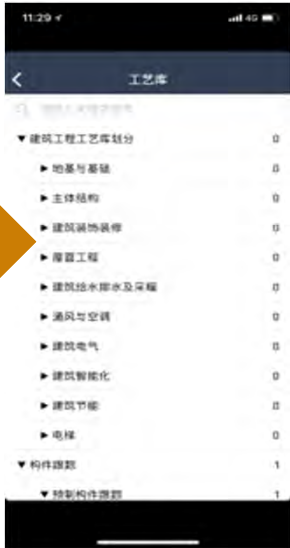 11:29
4G
工艺库
▼建筑工程工艺库划分 0
▶地基与基础 0
▶主体结构 0
▶建筑装饰装修 0
▶屋面工程 0
▶建筑给水排水及采暖 0
▶通风与空调 0
▶建筑电气 0
▶建筑智能化 0
▶建筑节能 0
▶电梯 0
▼构件跟踪 1
▼预制构件跟踪 1